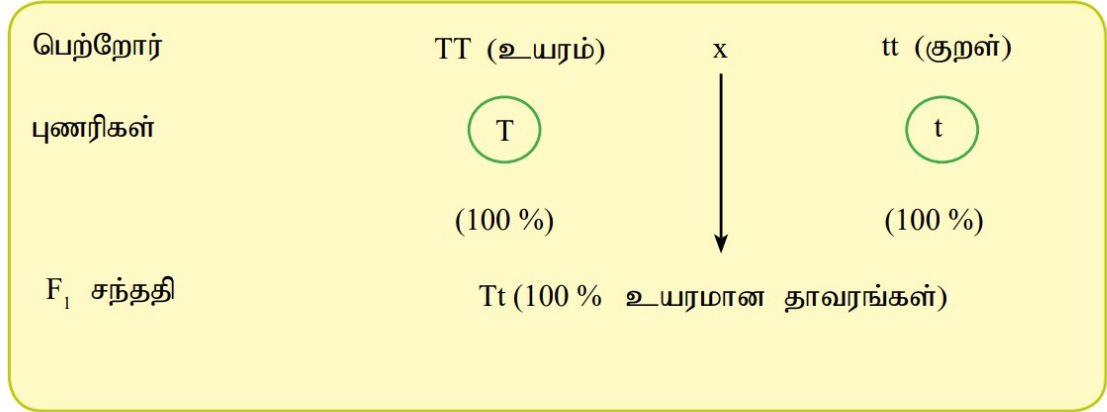 பெற்றோர் TT (உயரம்) x tt (குறள்)
புணரிகள் T t
(100 %) (100 %)
F₁ சந்ததி Tt (100 % உயரமான தாவரங்கள்)